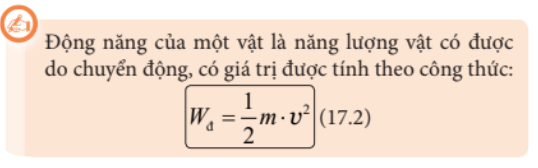 Động năng của một vật là năng lượng vật có được
do chuyển động, có giá trị được tính theo công thức:
W_đ = \frac{1}{2} m · v² (17.2)